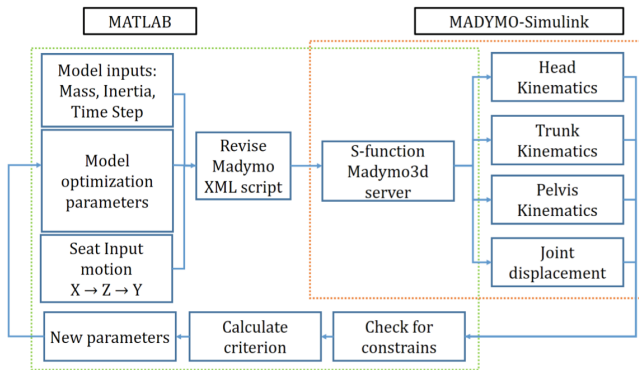 MATLAB
MADYMO-Simulink
Model inputs:
Mass, Inertia,
Time Step
Model
optimization
parameters
Seat Input
motion
X → Z → Y
Revise
Madymo
XML script
S-function
Madymo3d
server
Head
Kinematics
Trunk
Kinematics
Pelvis
Kinematics
Joint
displacement
New parameters
Calculate
criterion
Check for
constrains